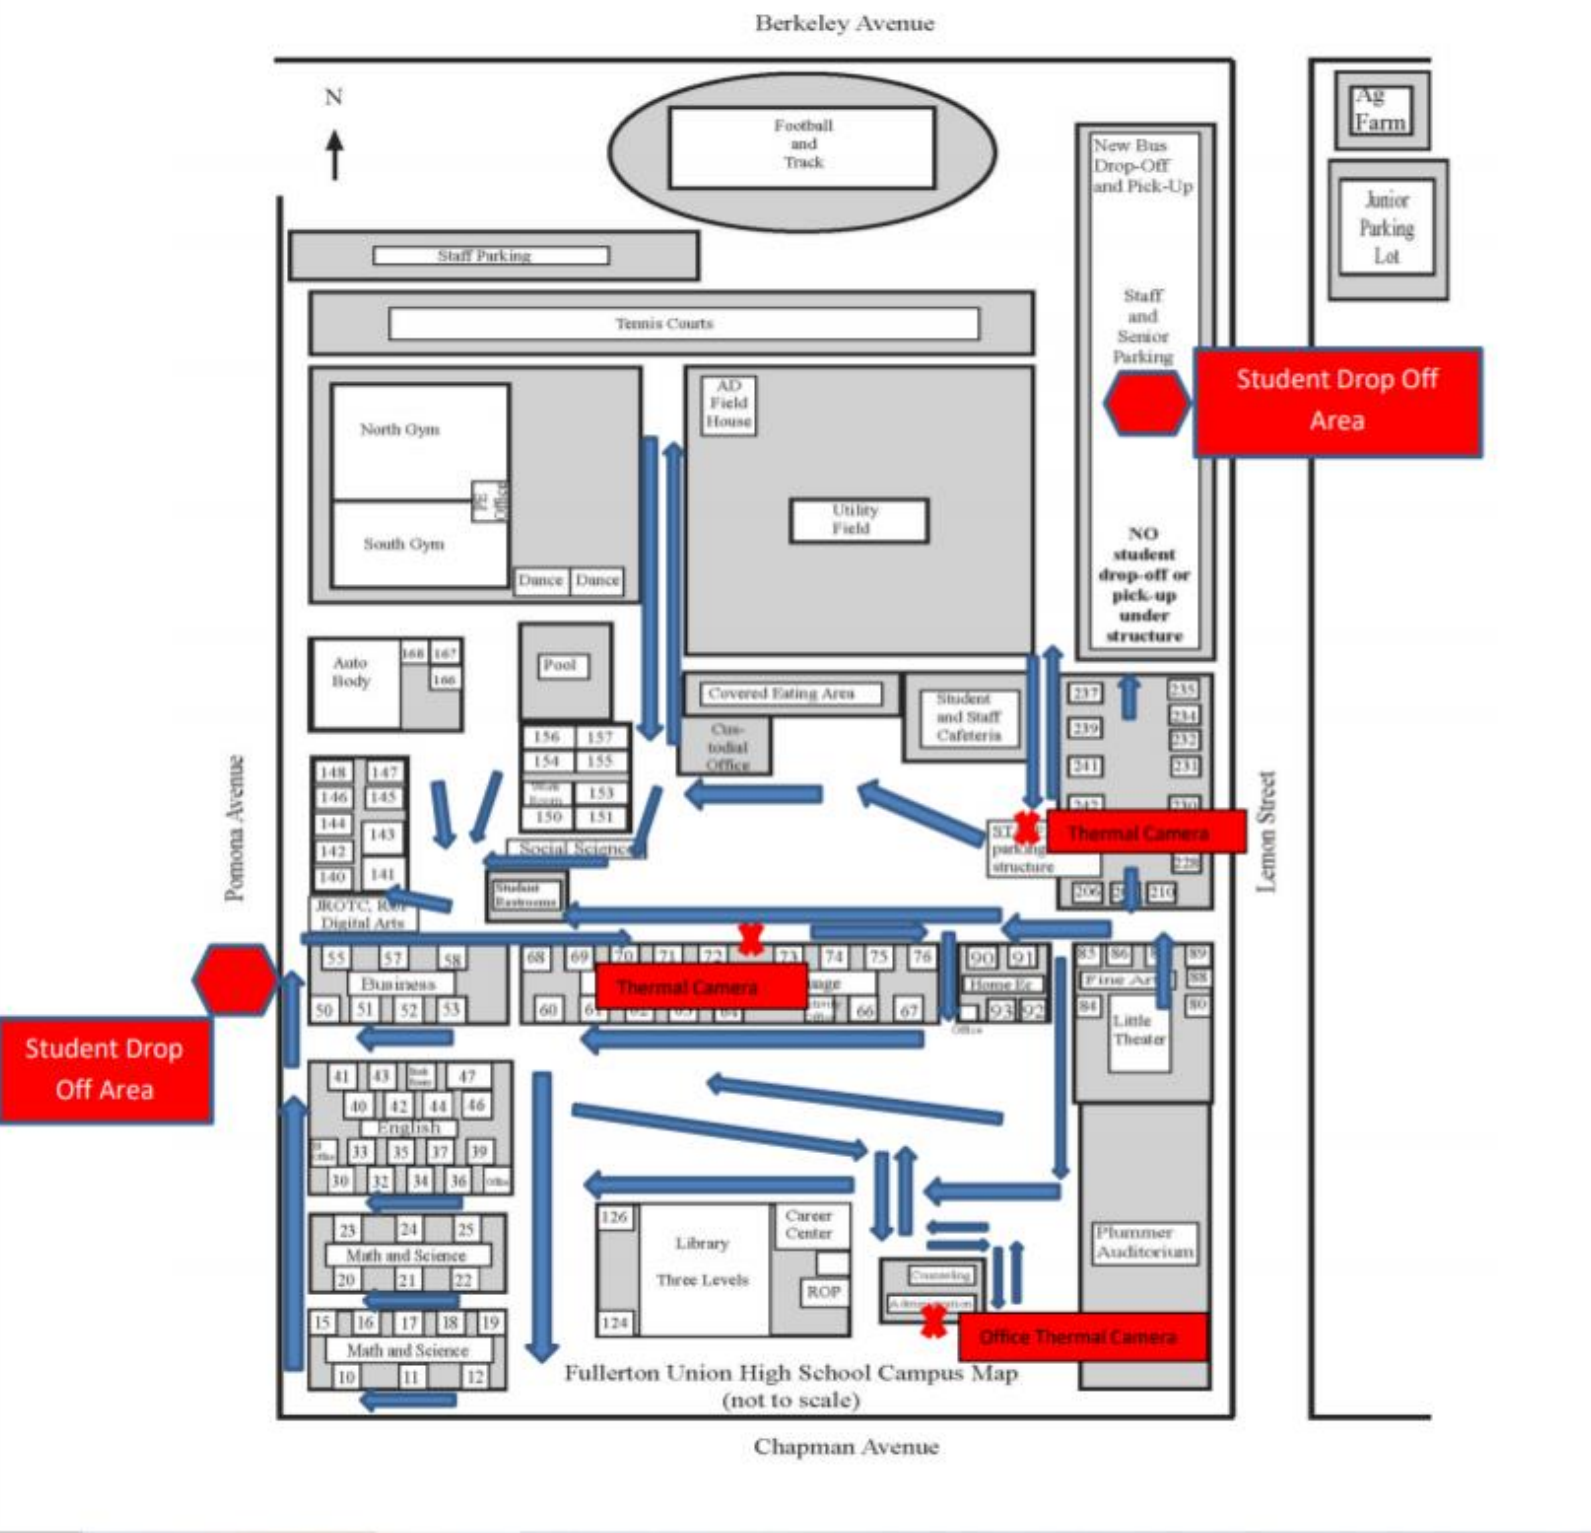 Berkeley Avenue
N
Football
and
Track
New Bus
Drop-Off
and Pick-Up
Ag
Farm
Junior
Parking
Lot
Staff Parking
Staff
and
Senior
Parking
Tennis Courts
Student Drop Off
Area
AD
Field
House
North Gym
PE
Office
South Gym
Dance
Dance
Utility
Field
NO
student
drop-off or
pick-up
under
structure
Auto
Body
168
167
166
Pool
Covered Eating Area
Student
and Staff
Cafeteria
Cus-
todial
Office
237
235
234
239
232
241
231
242
230
228
206
210
156
157
154
155
Room
153
150
151
Social Science
148
147
146
145
144
143
142
141
140
JROTC,
Digital Arts
Student
Restrooms
Thermal Camera
parking
structure
Pomona Avenue
Lemon Street
55
57
58
Business
50
51
52
53
68
69
70
71
72
73
74
75
76
Thermal Camera
60
66
67
90
91
Home Ec
93
92
Office
85
86
89
88
Fine
84
80
Little
Theater
Student Drop
Off Area
41
43
47
40
42
44
46
English
33
35
37
39
Office
30
32
34
36
Office
23
24
25
Math and Science
20
21
22
15
16
17
18
19
Math and Science
10
11
12
126
Library
Three Levels
Career
Center
ROP
124
Counseling
Office Thermal Camera
Plummer
Auditorium
Fullerton Union High School Campus Map
(not to scale)
Chapman Avenue